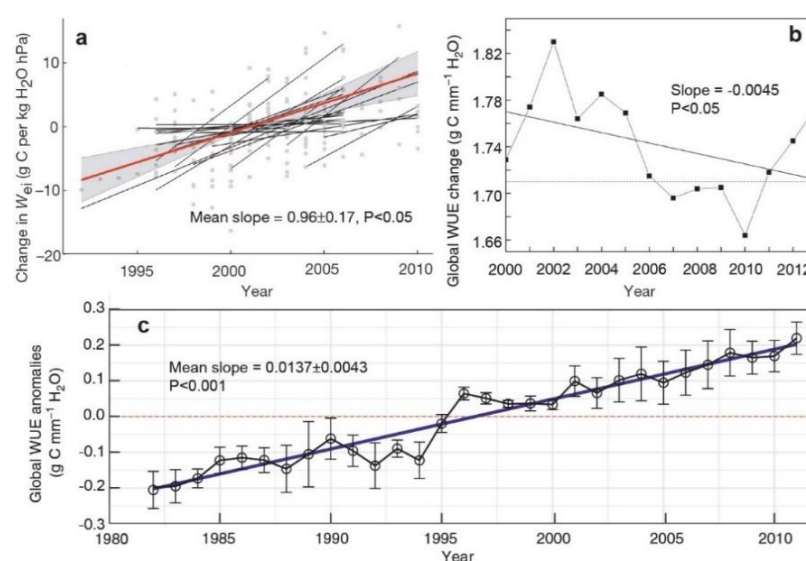 a
Change in Wei (g C per kg H₂O hPa)
10
0
−10
−20
1995
2000
2005
2010
Year
Mean slope = 0.96±0.17, P<0.05
b
Global WUE change (g C mm⁻¹ H₂O)
1.82
1.78
1.74
1.70
1.66
2000
2002
2004
2006
2008
2010
2012
Year
Slope = -0.0045
P<0.05
c
Global WUE anomalies
(g C mm⁻¹ H₂O)
0.3
0.2
0.1
0.0
-0.1
-0.2
-0.3
1980
1985
1990
1995
2000
2005
2010
Year
Mean slope = 0.0137±0.0043
P<0.001